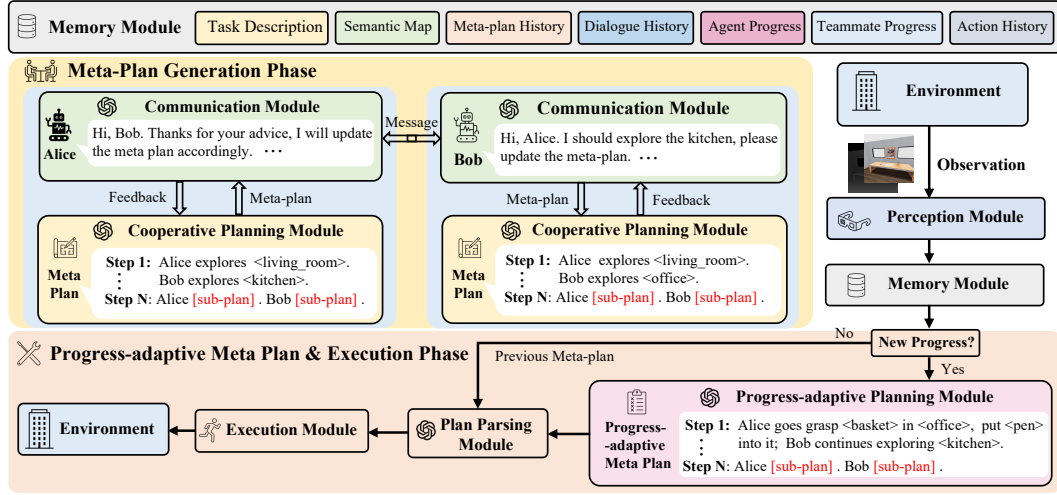 Memory Module
Task Description
Semantic Map
Meta-plan History
Dialogue History
Agent Progress
Teammate Progress
Action History
Meta-Plan Generation Phase
Communication Module
Alice
Hi, Bob. Thanks for your advice, I will update
the meta plan accordingly. ···
Message
Communication Module
Bob
Hi, Alice. I should explore the kitchen, please
update the meta-plan. ···
Feedback
Meta-plan
Meta-plan
Feedback
Cooperative Planning Module
Meta
Plan
Step 1: Alice explores <living_room>.
⋮ Bob explores <kitchen>.
Step N: Alice [sub-plan] . Bob [sub-plan] .
Cooperative Planning Module
Meta
Plan
Step 1: Alice explores <living_room>.
⋮ Bob explores <office>.
Step N: Alice [sub-plan] . Bob [sub-plan] .
Environment
Observation
Perception Module
Memory Module
New Progress?
No
Yes
Progress-adaptive Meta Plan & Execution Phase
Previous Meta-plan
Environment
Execution Module
Plan Parsing
Module
Progress-adaptive Planning Module
Progress-
-adaptive
Meta Plan
Step 1: Alice goes grasp <basket> in <office>, put <pen>
⋮ into it; Bob continues exploring <kitchen>.
Step N: Alice [sub-plan] . Bob [sub-plan] .